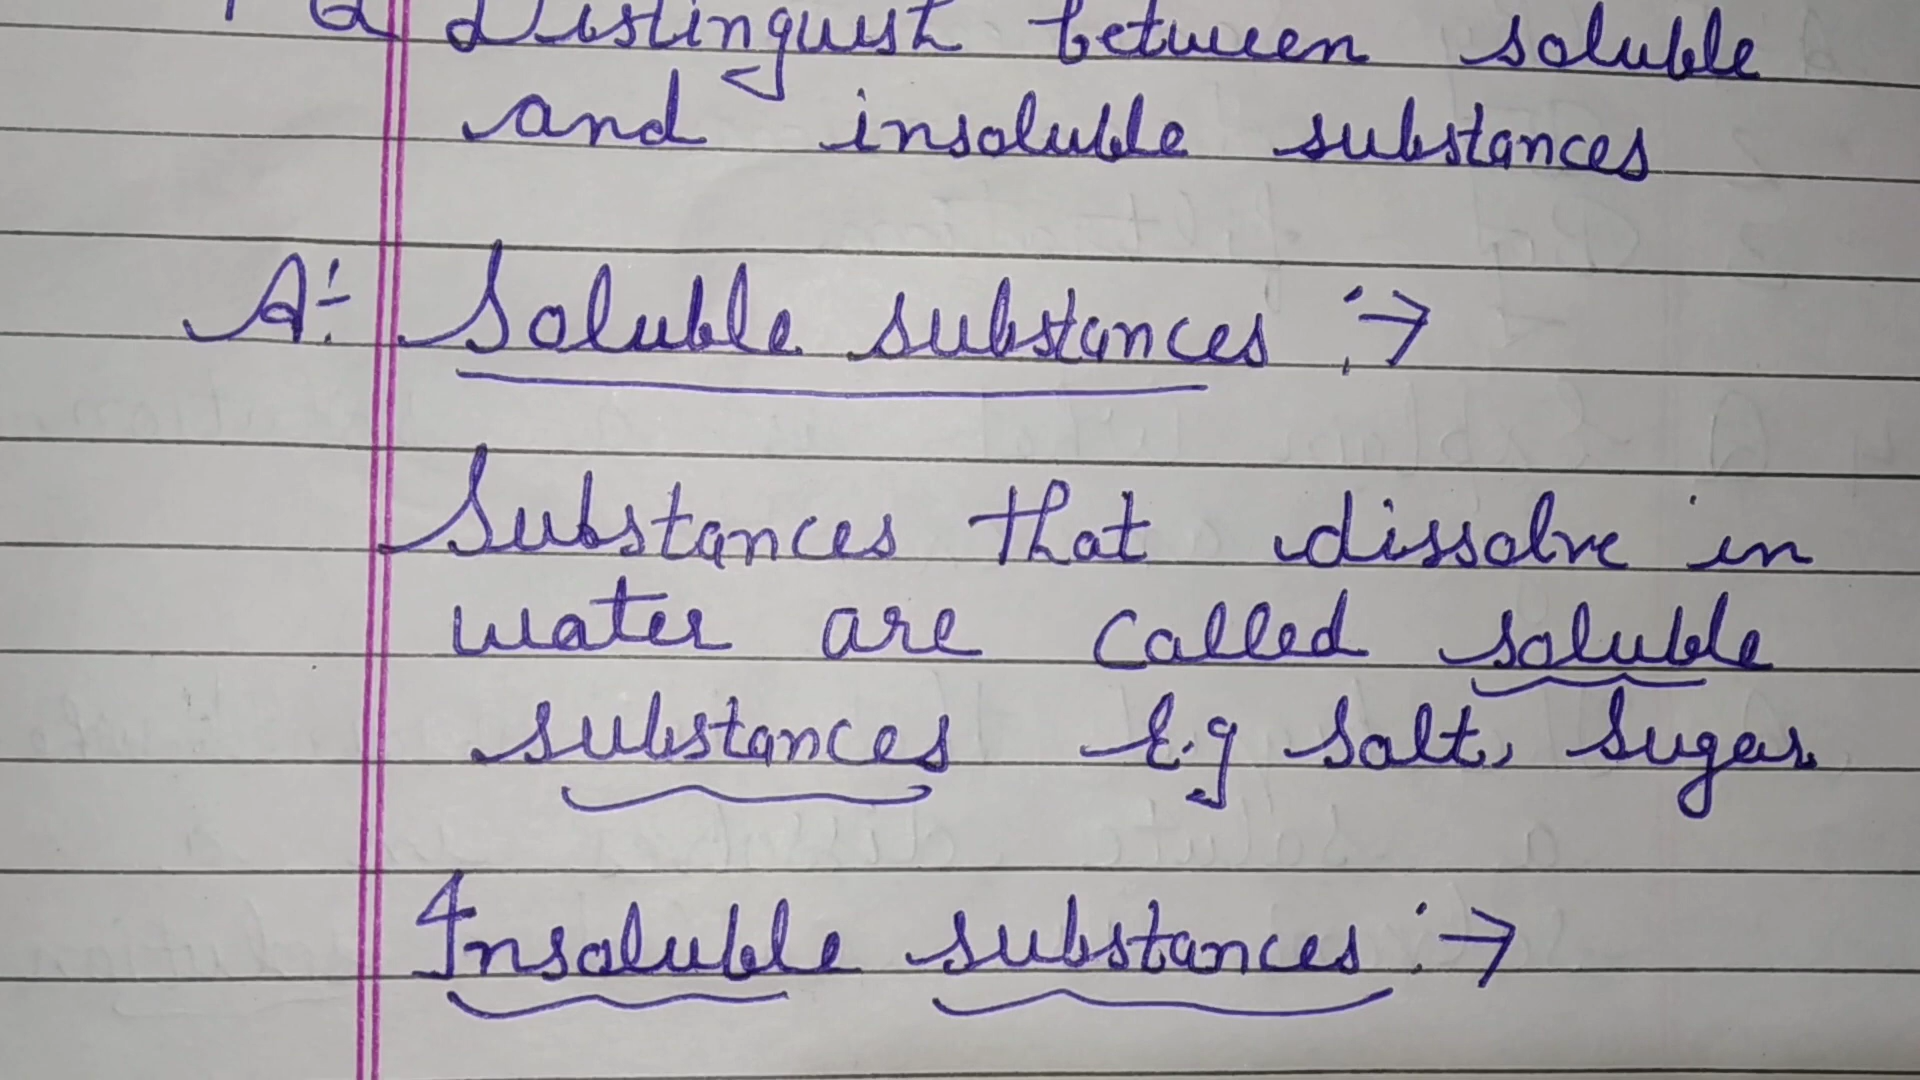 Q Distinguish between soluble
and insoluble substances
A:- Soluble substances :→
Substances that dissolve in
water are called soluble
substances E.g Salt, Sugar
Insoluble substances :→